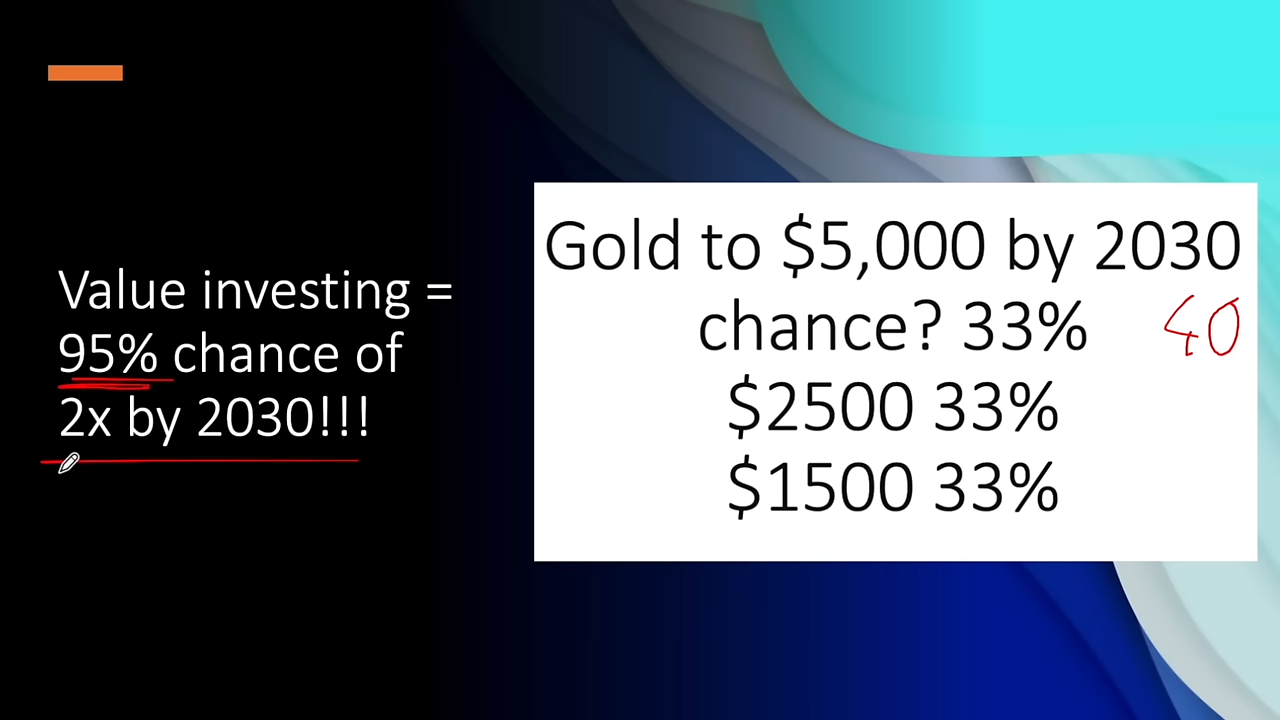 Value investing =
95% chance of
2x by 2030!!!
Gold to $5,000 by 2030
chance? 33% 40
$2500 33%
$1500 33%